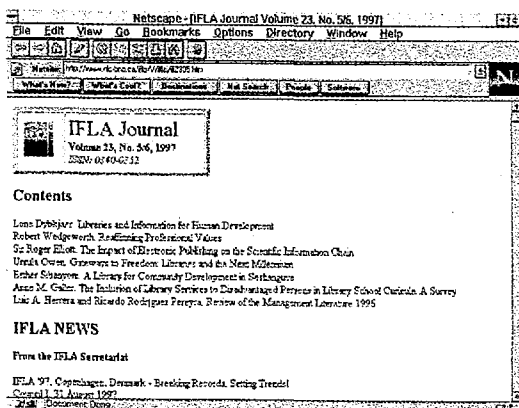 Netscape - [IFLA Journal Volume 23, No. 5/6, 1997]
File Edit View Go Bookmarks Options Directory Window Help
What's New? What's Cool? Destinations Net Search People Software
IFLA Journal
Volume 23, No. 5/6, 1997
ISSN: 0340-0352
Contents
Lone Dybkjær. Libraries and Information for Human Development
Robert Wedgeworth. Reaffirming Professional Values
Sir Roger Elliott. The Impact of Electronic Publishing on the Scientific Information Chain
Ursula Owen. Gateways to Freedom: Libraries and the Next Millennium
Esther Sibanyoni. A Library for Community Development in
Anne M. Galler. The Inclusion of Library Services to Disadvantaged Persons in Library School Curricula. A Survey
Luis A. Herrera and Ricardo Rodriguez Pereyra. Review of the Management Literature 1996
IFLA NEWS
From the IFLA Secretariat
IFLA '97, Copenhagen, Denmark - Breaking Records, Setting Trends!
Council I, 31 August 1997
Document Done